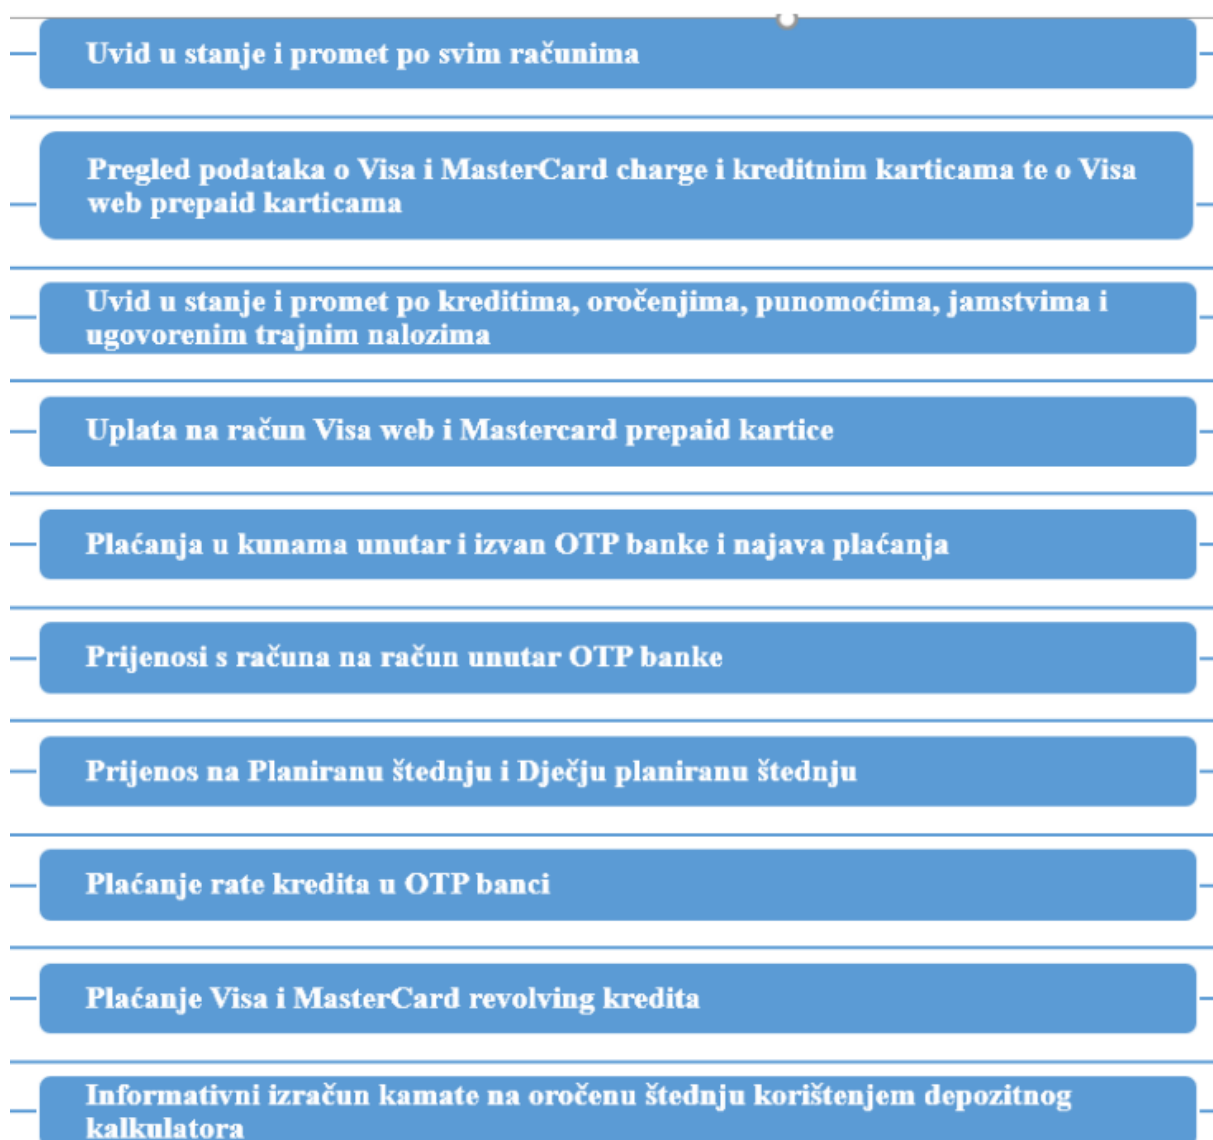 Uvid u stanje i promet po svim računima
Pregled podataka o Visa i MasterCard charge i kreditnim karticama te o Visa
web prepaid karticama
Uvid u stanje i promet po kreditima, oročenjima, punomoćima, jamstvima i
ugovorenim trajnim nalozima
Uplata na račun Visa web i Mastercard prepaid kartice
Plaćanja u kunama unutar i izvan OTP banke i najava plaćanja
Prijenosi s računa na račun unutar OTP banke
Prijenos na Planiranu štednju i Dječju planiranu štednju
Plaćanje rate kredita u OTP banci
Plaćanje Visa i MasterCard revolving kredita
Informativni izračun kamate na oročenu štednju korištenjem depozitnog
kalkulatora